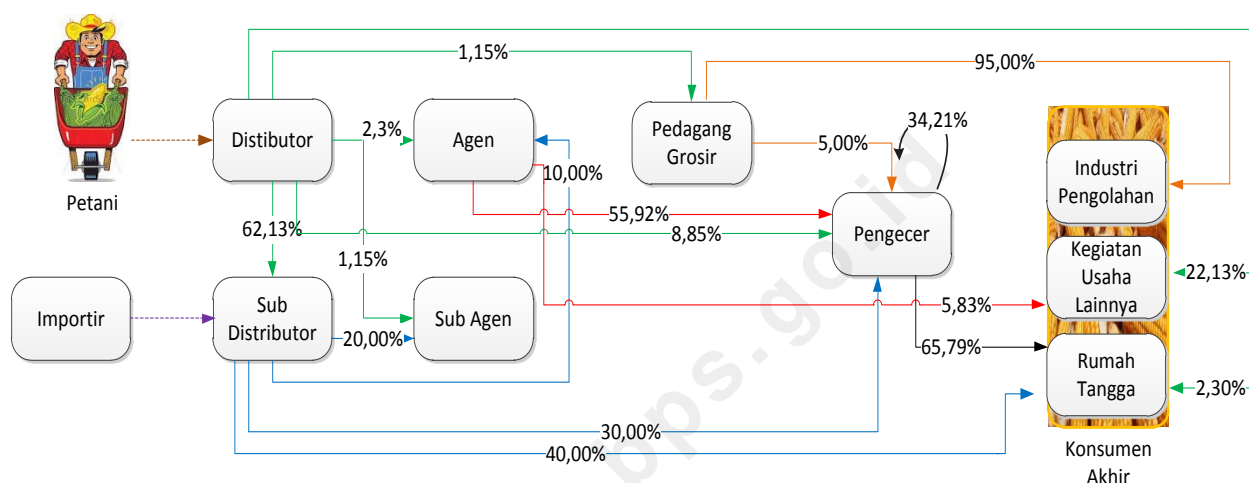 1,15%
95,00%
Distibutor
2,3%
Agen
Pedagang
Grosir
5,00%
34,21%
Industri
Pengolahan
Petani
10,00%
62,13%
55,92%
8,85%
Pengecer
1,15%
Kegiatan
Usaha
Lainnya
22,13%
Importir
Sub
Distributor
20,00%
Sub Agen
5,83%
65,79%
Rumah
Tangga
2,30%
30,00%
40,00%
Konsumen
Akhir
bps.go.id